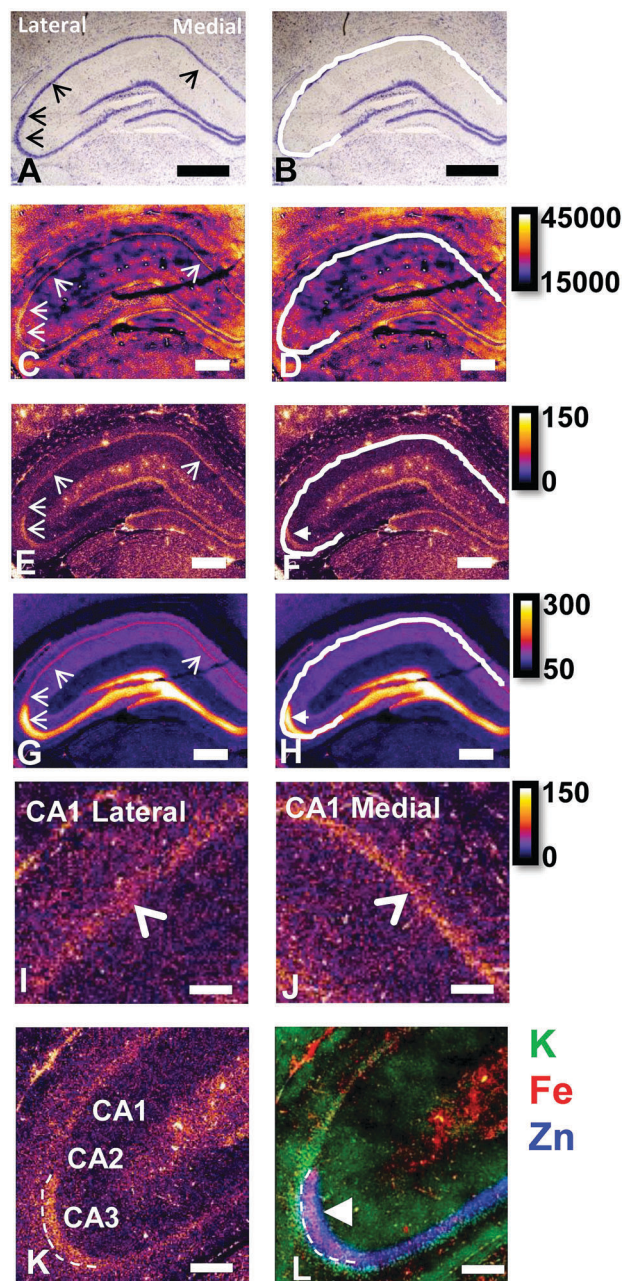 Lateral Medial
A
B
45000
15000
C
D
150
0
E
F
300
50
G
H
CA1 Lateral
CA1 Medial
150
0
I
J
K
Fe
Zn
CA1
CA2
CA3
K
L